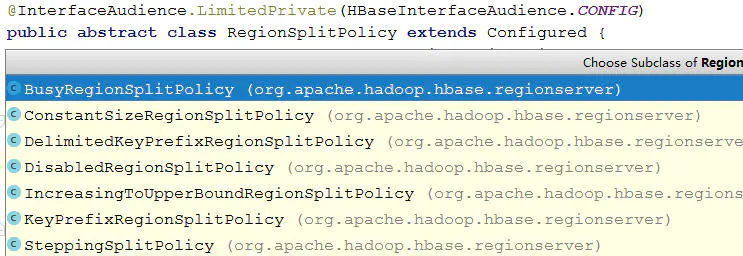 @InterfaceAudience.LimitedPrivate(HBaseInterfaceAudience.CONFIG)
public abstract class RegionSplitPolicy extends Configured {
Choose Subclass of Region
BusyRegionSplitPolicy (org.apache.hadoop.hbase.regionserver)
ConstantSizeRegionSplitPolicy (org.apache.hadoop.hbase.regionserver)
DelimitedKeyPrefixRegionSplitPolicy (org.apache.hadoop.hbase.regionserve
DisabledRegionSplitPolicy (org.apache.hadoop.hbase.regionserver)
IncreasingToUpperBoundRegionSplitPolicy (org.apache.hadoop.hbase.regions
KeyPrefixRegionSplitPolicy (org.apache.hadoop.hbase.regionserver)
SteppingSplitPolicy (org.apache.hadoop.hbase.regionserver)